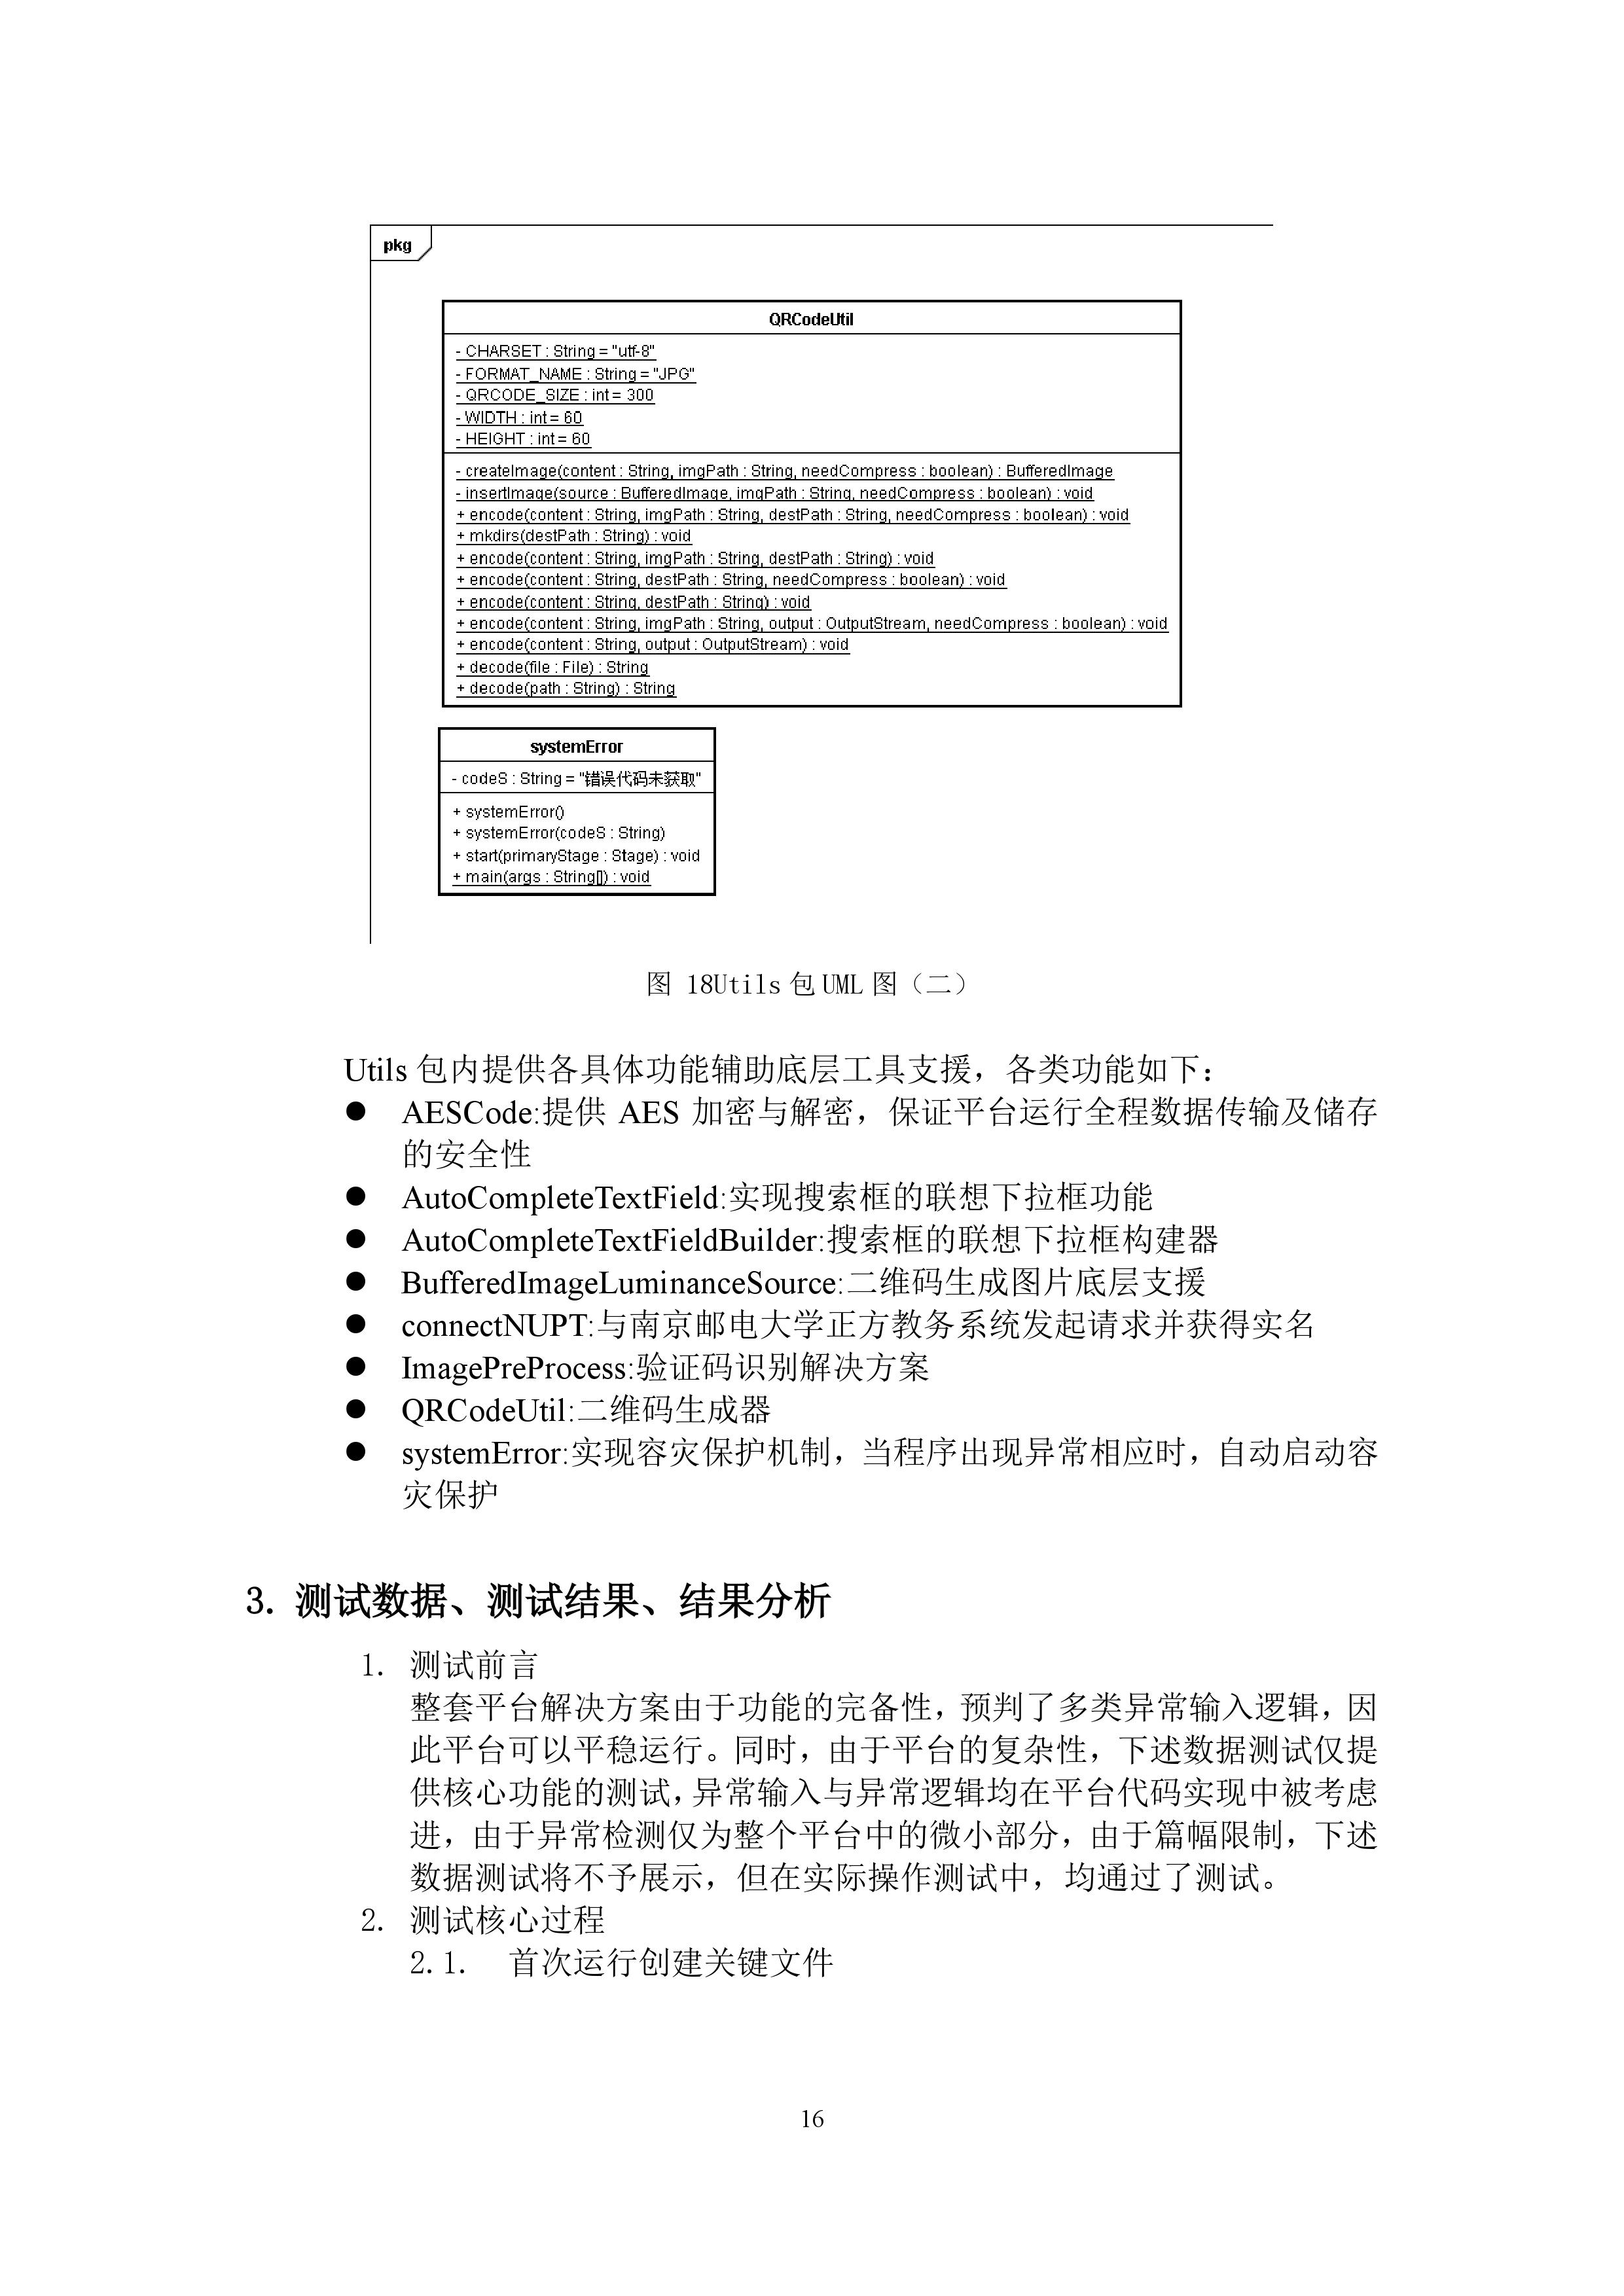 pkg
QRCodeUtil
- CHARSET : String = "utf-8"
- FORMAT_NAME : String = "JPG"
- QRCODE_SIZE : int = 300
- WIDTH : int = 60
- HEIGHT : int = 60
- createImage(content : String, imgPath : String, needCompress : boolean) : BufferedImage
- insertImage(source : BufferedImage, imgPath : String, needCompress : boolean) : void
+ encode(content : String, imgPath : String, destPath : String, needCompress : boolean) : void
+ mkdirs(destPath : String) : void
+ encode(content : String, imgPath : String, destPath : String) : void
+ encode(content : String, destPath : String, needCompress : boolean) : void
+ encode(content : String, destPath : String) : void
+ encode(content : String, imgPath : String, output : OutputStream, needCompress : boolean) : void
+ encode(content : String, output : OutputStream) : void
+ decode(file : File) : String
+ decode(path : String) : String
systemError
- codeS : String = "错误代码未获取"
+ systemError()
+ systemError(codeS : String)
+ start(primaryStage : Stage) : void
+ main(args : String[]) : void
图 18Utils 包 UML 图（二）
Utils 包内提供各具体功能辅助底层工具支援，各类功能如下：
● AESCode:提供 AES 加密与解密，保证平台运行全程数据传输及储存
的安全性
● AutoCompleteTextField:实现搜索框的联想下拉框功能
● AutoCompleteTextFieldBuilder:搜索框的联想下拉框构建器
● BufferedImageLuminanceSource:二维码生成图片底层支援
● connectNUPT:与南京邮电大学正方教务系统发起请求并获得实名
● ImagePreProcess:验证码识别解决方案
● QRCodeUtil:二维码生成器
● systemError:实现容灾保护机制，当程序出现异常相应时，自动启动容
灾保护
3. 测试数据、测试结果、结果分析
1. 测试前言
整套平台解决方案由于功能的完备性，预判了多类异常输入逻辑，因
此平台可以平稳运行。同时，由于平台的复杂性，下述数据测试仅提
供核心功能的测试，异常输入与异常逻辑均在平台代码实现中被考虑
进，由于异常检测仅为整个平台中的微小部分，由于篇幅限制，下述
数据测试将不予展示，但在实际操作测试中，均通过了测试。
2. 测试核心过程
2.1. 首次运行创建关键文件
16